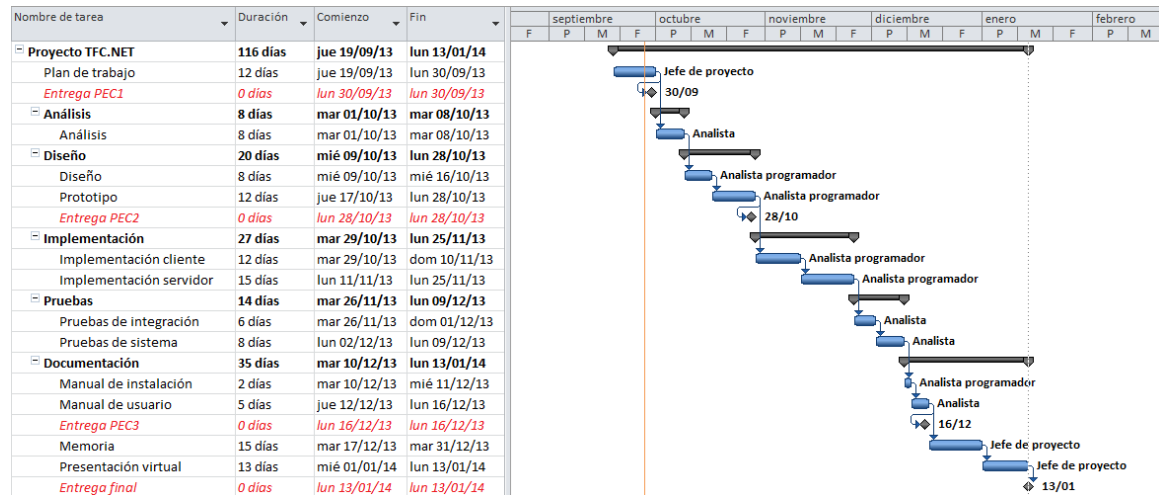 Nombre de tarea Duración Comienzo Fin septiembre octubre noviembre diciembre enero febrero
F P M F P M F P M F P M F P M F P M
Proyecto TFC.NET 116 días jue 19/09/13 lun 13/01/14
Plan de trabajo 12 días jue 19/09/13 lun 30/09/13 Jefe de proyecto
Entrega PEC1 0 días lun 30/09/13 lun 30/09/13 30/09
Análisis 8 días mar 01/10/13 mar 08/10/13
Análisis 8 días mar 01/10/13 mar 08/10/13 Analista
Diseño 20 días mié 09/10/13 lun 28/10/13
Diseño 8 días mié 09/10/13 mié 16/10/13 Analista programador
Prototipo 12 días jue 17/10/13 lun 28/10/13 Analista programador
Entrega PEC2 0 días lun 28/10/13 lun 28/10/13 28/10
Implementación 27 días mar 29/10/13 lun 25/11/13
Implementación cliente 12 días mar 29/10/13 dom 10/11/13 Analista programador
Implementación servidor 15 días lun 11/11/13 lun 25/11/13 Analista programador
Pruebas 14 días mar 26/11/13 lun 09/12/13
Pruebas de integración 6 días mar 26/11/13 dom 01/12/13 Analista
Pruebas de sistema 8 días lun 02/12/13 lun 09/12/13 Analista
Documentación 35 días mar 10/12/13 lun 13/01/14
Manual de instalación 2 días mar 10/12/13 mié 11/12/13 Analista programador
Manual de usuario 5 días jue 12/12/13 lun 16/12/13 Analista
Entrega PEC3 0 días lun 16/12/13 lun 16/12/13 16/12
Memoria 15 días mar 17/12/13 mar 31/12/13 Jefe de proyecto
Presentación virtual 13 días mié 01/01/14 lun 13/01/14 Jefe de proyecto
Entrega final 0 días lun 13/01/14 lun 13/01/14 13/01